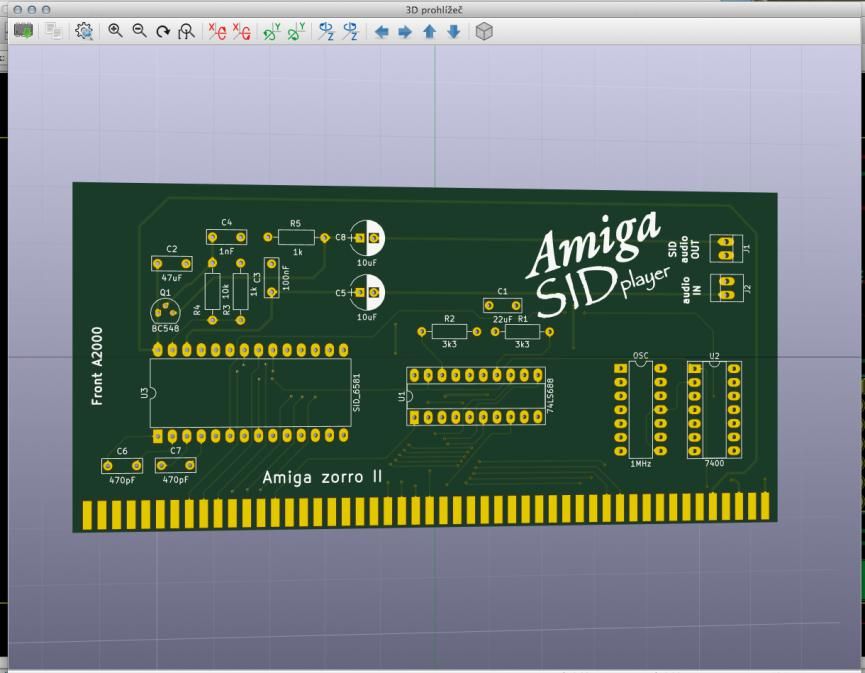 3D prohlížeč
C4
1nF
R5
1k
C8
10uF
C2
47uF
Q1
BC548
R4
R3 10k
1k
C3
100nF
C5
10uF
Amiga
SID player
SID
audio
OUT
J1
audio
IN
J2
C1
22uF
R2
3k3
R1
3k3
Front A2000
U3
SID_6581
U1
74LS688
OSC
1MHz
U2
7400
C6
470pF
C7
470pF
Amiga zorro II